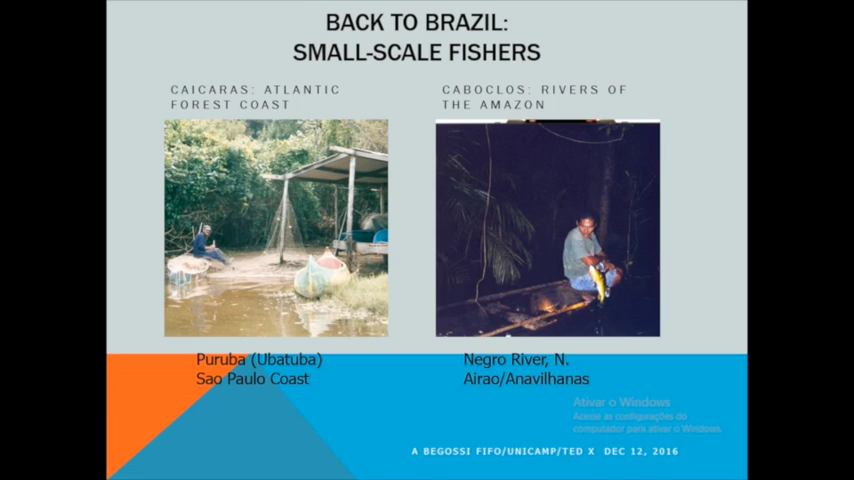 BACK TO BRAZIL:
SMALL-SCALE FISHERS
CAICARAS: ATLANTIC
FOREST COAST
CABOCLOS: RIVERS OF
THE AMAZON
Puruba (Ubatuba)
Sao Paulo Coast
Negro River, N.
Airao/Anavilhanas
Ativar o Windows
Acesse as configurações do
computador para ativar o Windows.
A BEGOSSI FIFO/UNICAMP/TED X DEC 12, 2016